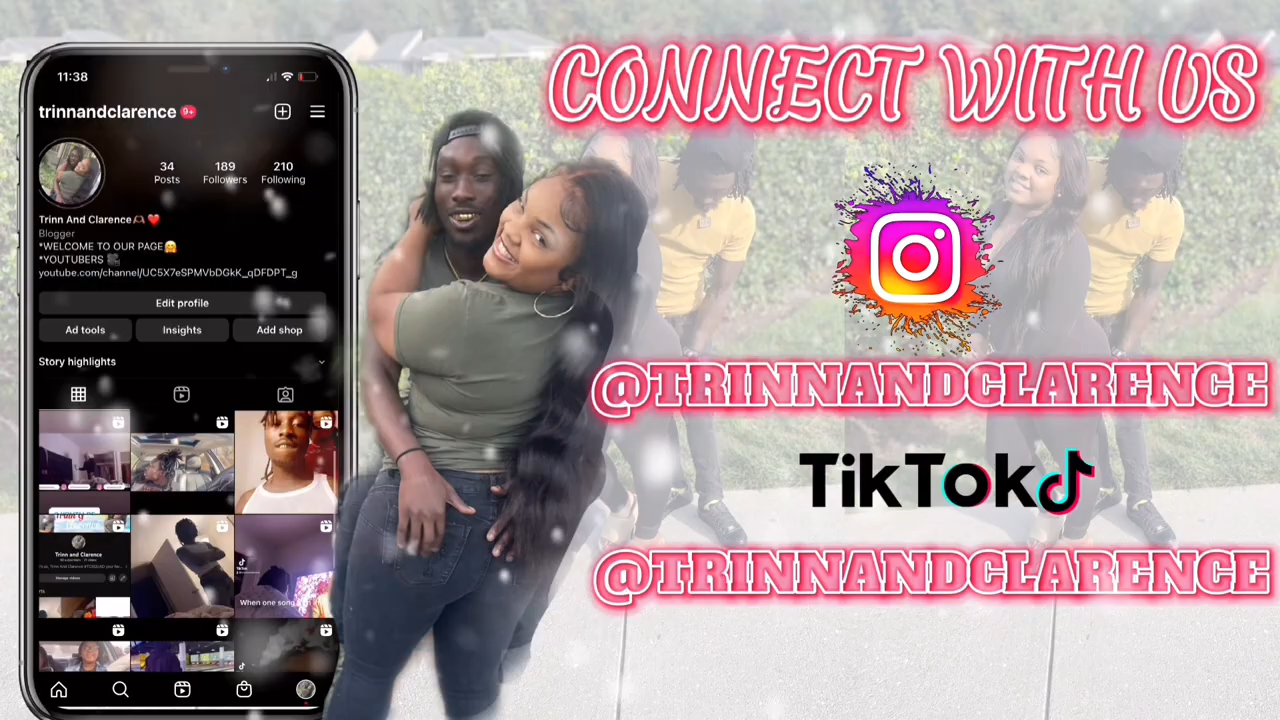 11:38
trinnandclarence 9+
34 189 210
Posts Followers Following
Trinn And Clarence🫶🏾❤️
Blogger
*WELCOME TO OUR PAGE🤗
*YOUTUBERS 🎥
youtube.com/channel/UC5X7eSPMVbDGkK_qDFDPT_g
Edit profile
Ad tools Insights Add shop
Story highlights
Trinn and Clarence
Manage videos
When one song
CONNECT WITH US
@TRINNANDCLARENCE
TikTok
@TRINNANDCLARENCE